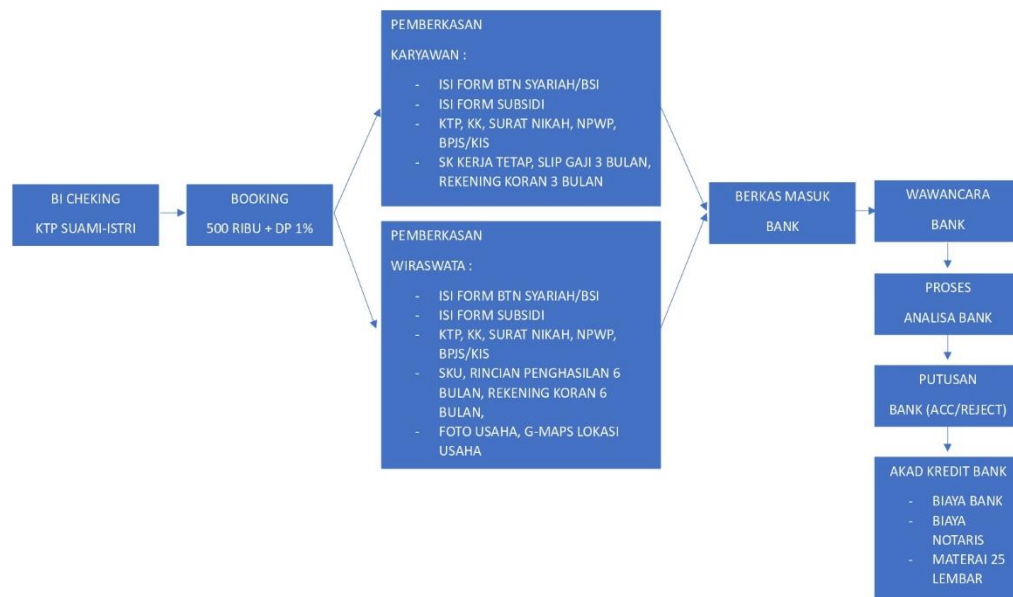 BI CHEKING
KTP SUAMI-ISTRI
BOOKING
500 RIBU + DP 1%
PEMBERKASAN
KARYAWAN :
- ISI FORM BTN SYARIAH/BSI
- ISI FORM SUBSIDI
- KTP, KK, SURAT NIKAH, NPWP,
BPJS/KIS
- SK KERJA TETAP, SLIP GAJI 3 BULAN,
REKENING KORAN 3 BULAN
PEMBERKASAN
WIRASWATA :
- ISI FORM BTN SYARIAH/BSI
- ISI FORM SUBSIDI
- KTP, KK, SURAT NIKAH, NPWP,
BPJS/KIS
- SKU, RINCIAN PENGHASILAN 6
BULAN, REKENING KORAN 6
BULAN,
- FOTO USAHA, G-MAPS LOKASI
USAHA
BERKAS MASUK
BANK
WAWANCARA
BANK
PROSES
ANALISA BANK
PUTUSAN
BANK (ACC/REJECT)
AKAD KREDIT BANK
- BIAYA BANK
- BIAYA
NOTARIS
- MATERAI 25
LEMBAR